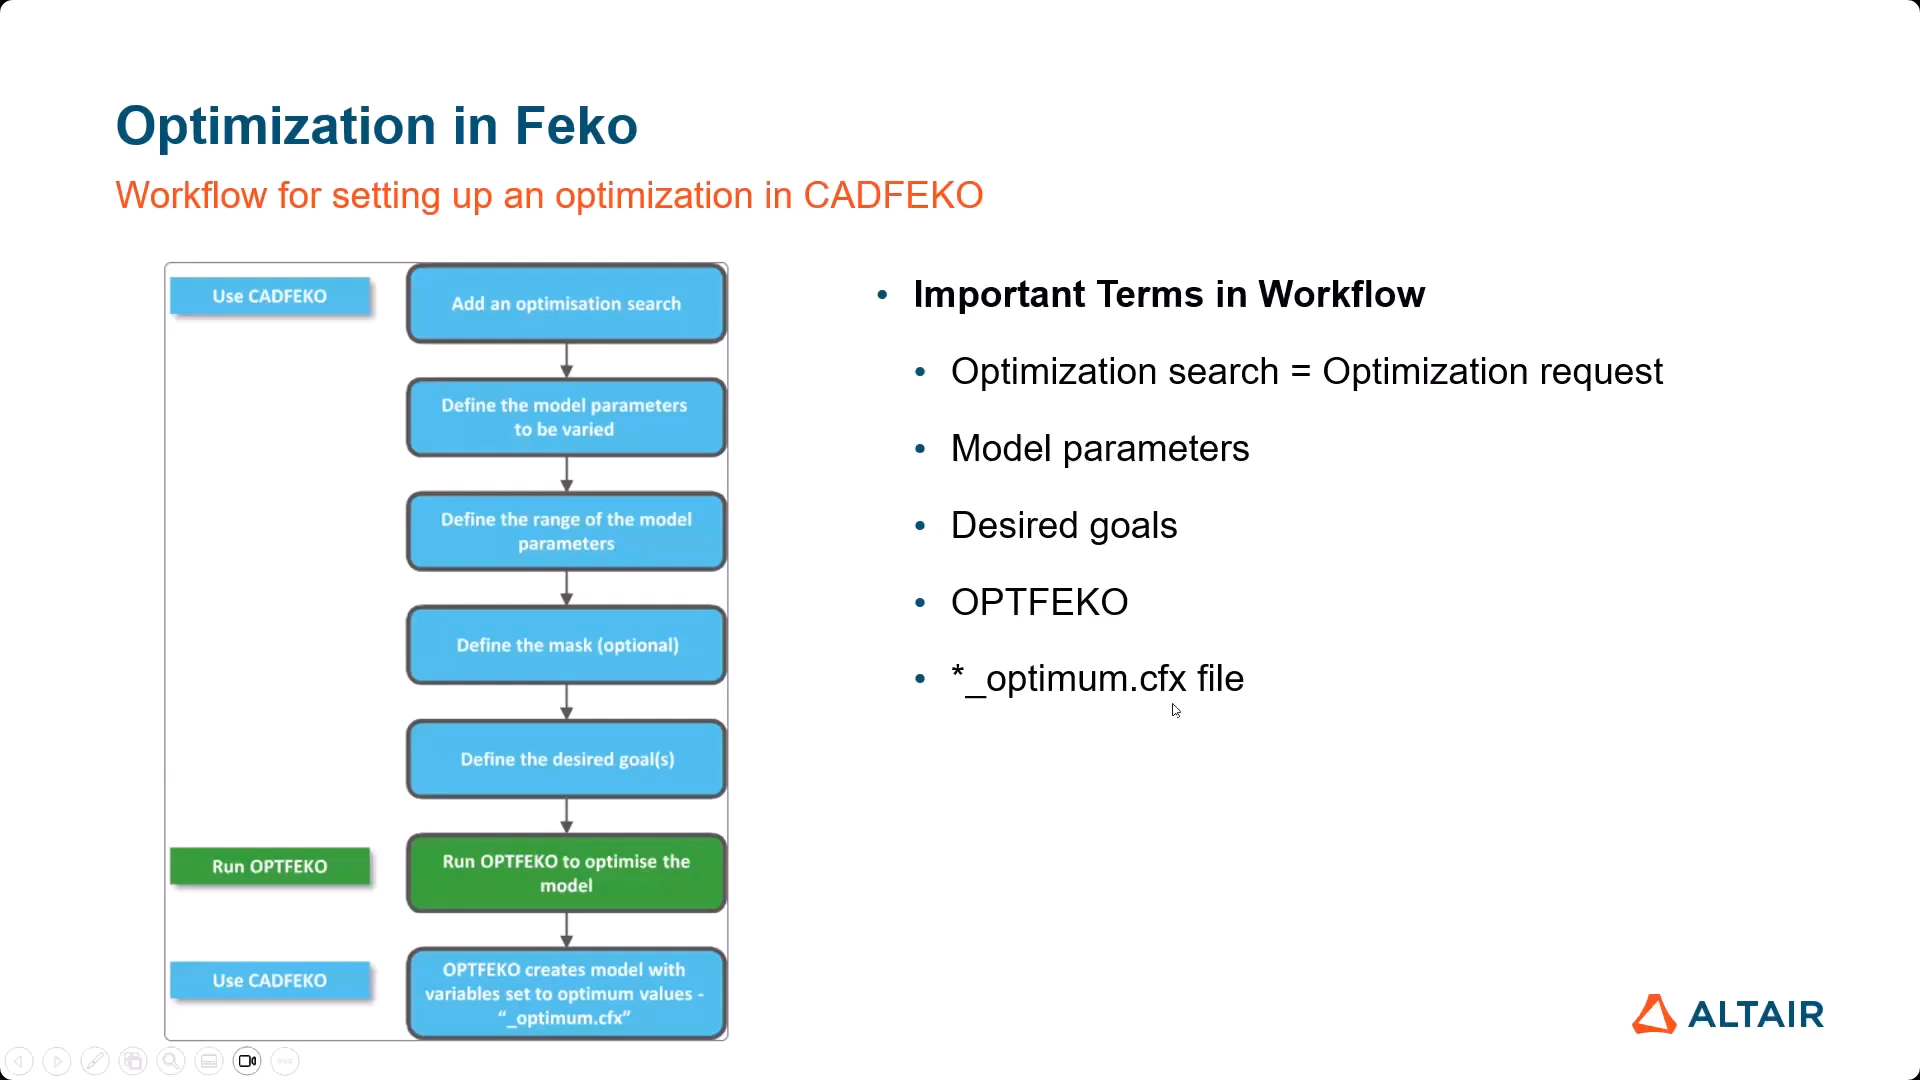 Optimization in Feko
Workflow for setting up an optimization in CADFEKO
Use CADFEKO
Add an optimisation search
Define the model parameters
to be varied
Define the range of the model
parameters
Define the mask (optional)
Define the desired goal(s)
Run OPTFEKO
Run OPTFEKO to optimise the
model
Use CADFEKO
OPTFEKO creates model with
variables set to optimum values -
“_optimum.cfx”
• Important Terms in Workflow
• Optimization search = Optimization request
• Model parameters
• Desired goals
• OPTFEKO
• *_optimum.cfx file
ALTAIR